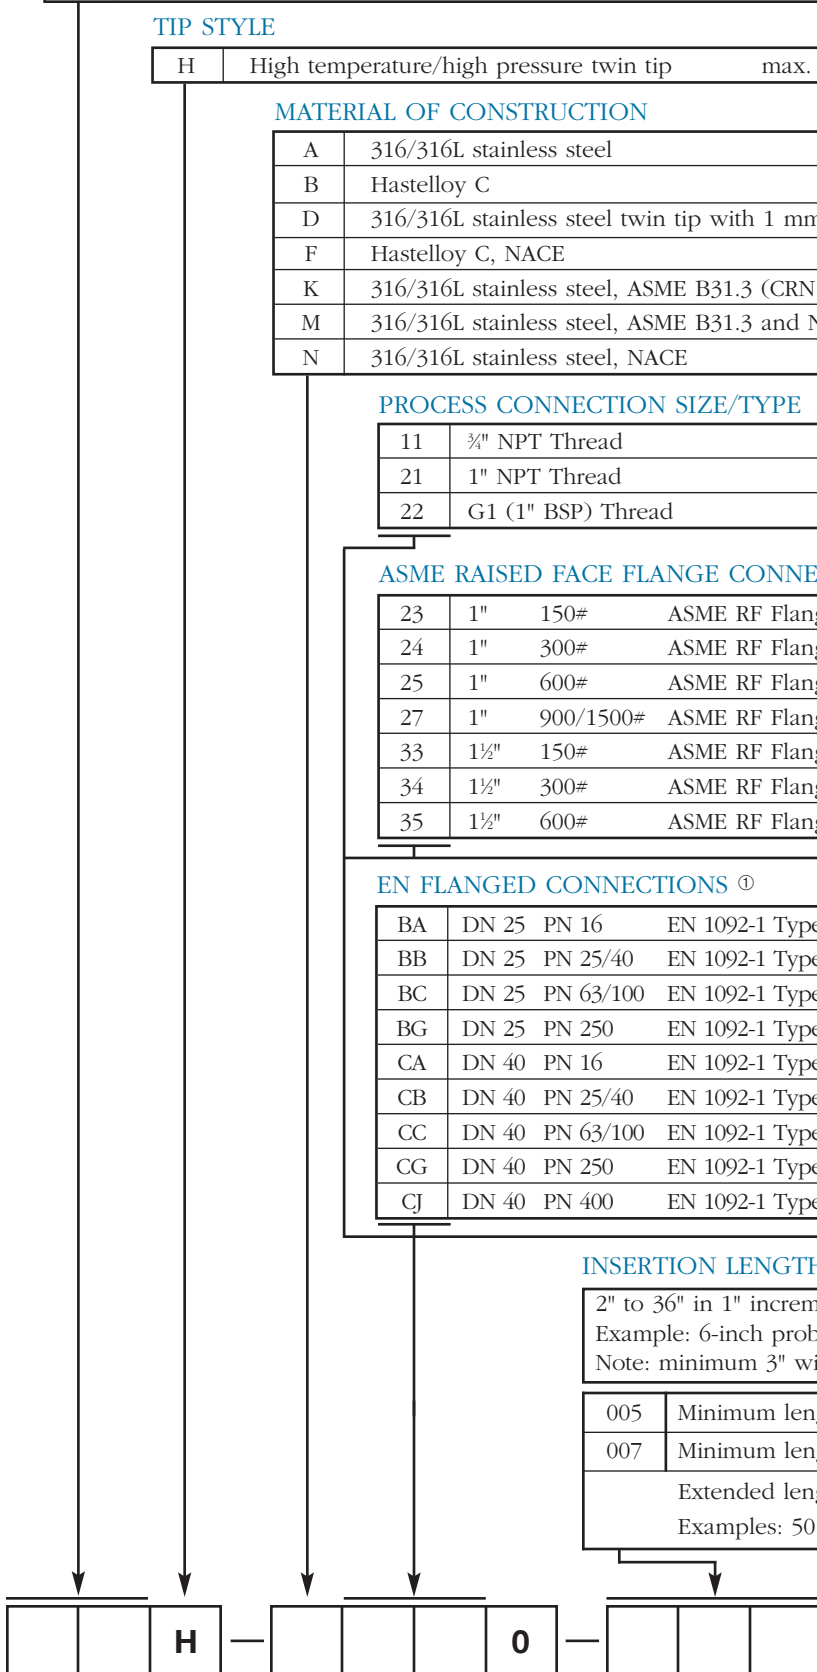 TIP STYLE
H High temperature/high pressure twin tip max.
MATERIAL OF CONSTRUCTION
A 316/316L stainless steel
B Hastelloy C
D 316/316L stainless steel twin tip with 1 mm
F Hastelloy C, NACE
K 316/316L stainless steel, ASME B31.3 (CRN
M 316/316L stainless steel, ASME B31.3 and
N 316/316L stainless steel, NACE
PROCESS CONNECTION SIZE/TYPE
11 ¾" NPT Thread
21 1" NPT Thread
22 G1 (1" BSP) Thread
ASME RAISED FACE FLANGE CONNE
23 1" 150# ASME RF Flang
24 1" 300# ASME RF Flang
25 1" 600# ASME RF Flang
27 1" 900/1500# ASME RF Flang
33 1½" 150# ASME RF Flang
34 1½" 300# ASME RF Flang
35 1½" 600# ASME RF Flang
EN FLANGED CONNECTIONS ①
BA DN 25 PN 16 EN 1092-1 Type
BB DN 25 PN 25/40 EN 1092-1 Type
BC DN 25 PN 63/100 EN 1092-1 Type
BG DN 25 PN 250 EN 1092-1 Type
CA DN 40 PN 16 EN 1092-1 Type
CB DN 40 PN 25/40 EN 1092-1 Type
CC DN 40 PN 63/100 EN 1092-1 Type
CG DN 40 PN 250 EN 1092-1 Type
CJ DN 40 PN 400 EN 1092-1 Type
INSERTION LENGTH
2" to 36" in 1" increm
Example: 6-inch prob
Note: minimum 3" wi
005 Minimum leng
007 Minimum leng
Extended leng
Examples: 50
H — 0 —